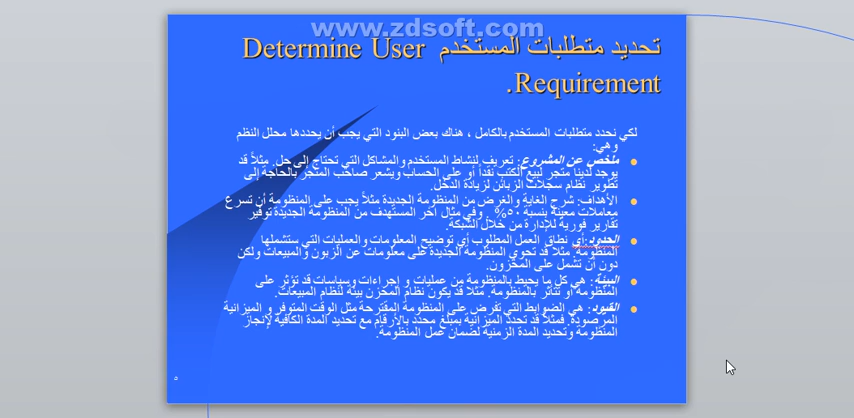 www.zdsoft.com
تحديد متطلبات المستخدم Determine User
Requirement.
لكي نحدد متطلبات المستخدم بالكامل ، هناك بعض البنود التي يجب أن يحددها محلل النظم
وهي:
ملخص عن المشروع: تعريف لنشاط المستخدم والمشاكل التي تحتاج إلى حل. مثلاً قد
يوجد لدينا متجر لبيع الكتب نقداً أو على الحساب ويشعر صاحب المتجر بالحاجة إلى
تطوير نظام سجلات الزبائن لزيادة الدخل.
الأهداف: شرح الغاية والغرض من المنظومة الجديدة مثلاً يجب على المنظومة أن تسرع
معاملات معينة بنسبة ٥٠% . وفي مثال آخر المستهدف من المنظومة الجديدة توفير
تقارير فورية للإدارة من خلال الشبكة.
الحدود:أي نطاق العمل المطلوب أي توضيح المعلومات والعمليات التي ستشملها
المنظومة. مثلا قد تحوي المنظومة الجديدة على معلومات عن الزبون والمبيعات ولكن
دون أن تشمل على المخزون.
البيئة: هي كل ما يحيط بالمنظومة من عمليات و إجراءات وسياسات قد تؤثر على
المنظومة أو تتأثر بالمنظومة. مثلا قد يكون نظام المخزن بيئة لنظام المبيعات.
القيود: هي الضوابط التي تفرض على المنظومة المقترحة مثل الوقت المتوفر و الميزانية
المرصودة. فمثلاً قد تحدد الميزانية بمبلغ محدد بالأرقام مع تحديد المدة الكافية لإنجاز
المنظومة وتحديد المدة الزمنية لضمان عمل المنظومة.